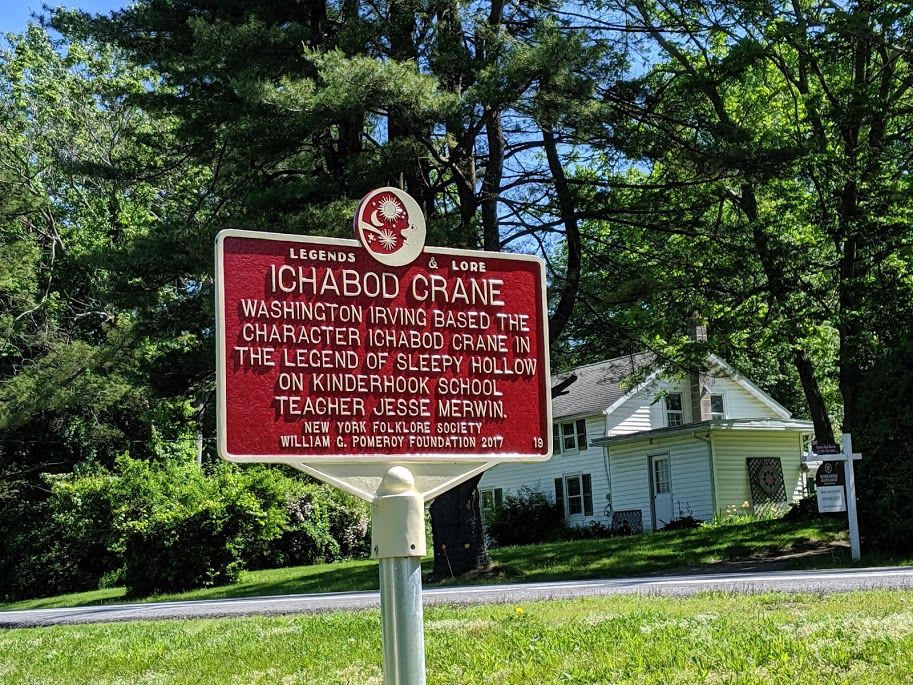 LEGENDS & LORE
ICHABOD CRANE
WASHINGTON IRVING BASED THE
CHARACTER ICHABOD CRANE IN
THE LEGEND OF SLEEPY HOLLOW
ON KINDERHOOK SCHOOL
TEACHER JESSE MERWIN.
NEW YORK FOLKLORE SOCIETY
WILLIAM G. POMEROY FOUNDATION 2017 19